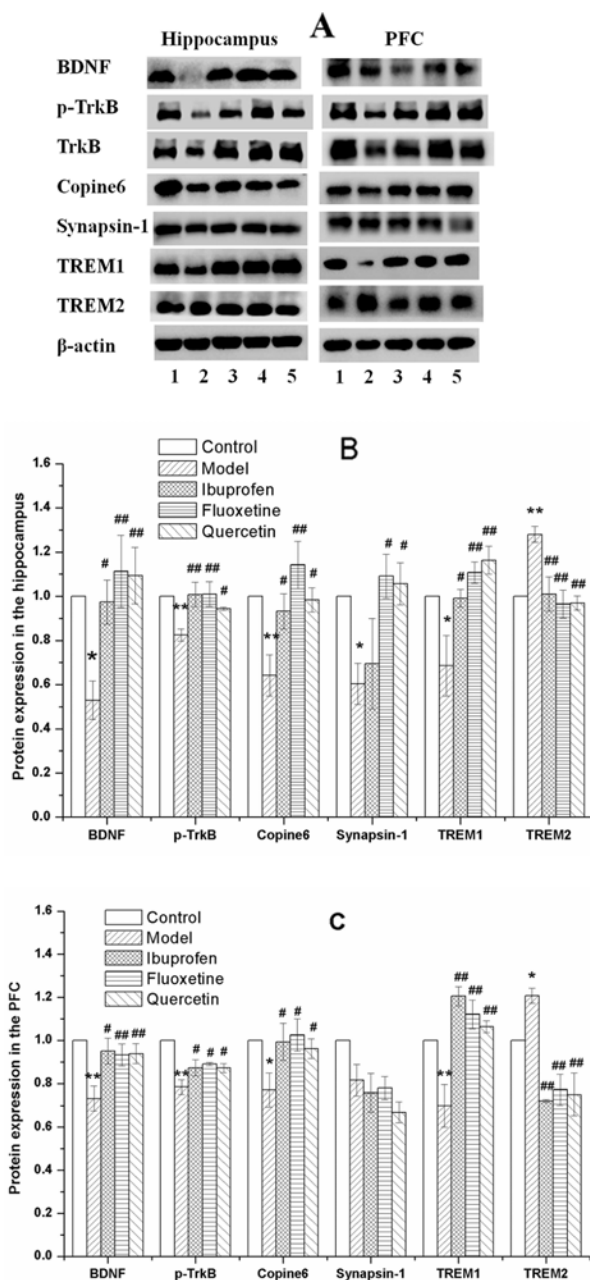 A
Hippocampus PFC
BDNF
p-TrkB
TrkB
Copine6
Synapsin-1
TREM1
TREM2
β-actin
1 2 3 4 5 1 2 3 4 5
B
Control
Model
Ibuprofen
Fluoxetine
Quercetin
Protein expression in the hippocampus
1.6
1.4
1.2
1.0
0.8
0.6
0.4
0.2
0.0
* # ## ##
** ## ## #
** # ## #
* # #
* # ## ##
** ## ## ##
BDNF p-TrkB Copine6 Synapsin-1 TREM1 TREM2
C
Control
Model
Ibuprofen
Fluoxetine
Quercetin
Protein expression in the PFC
1.6
1.4
1.2
1.0
0.8
0.6
0.4
0.2
0.0
** # ## ##
** # # #
* # # #
** ## ## ##
* ## ## ##
BDNF p-TrkB Copine6 Synapsin-1 TREM1 TREM2